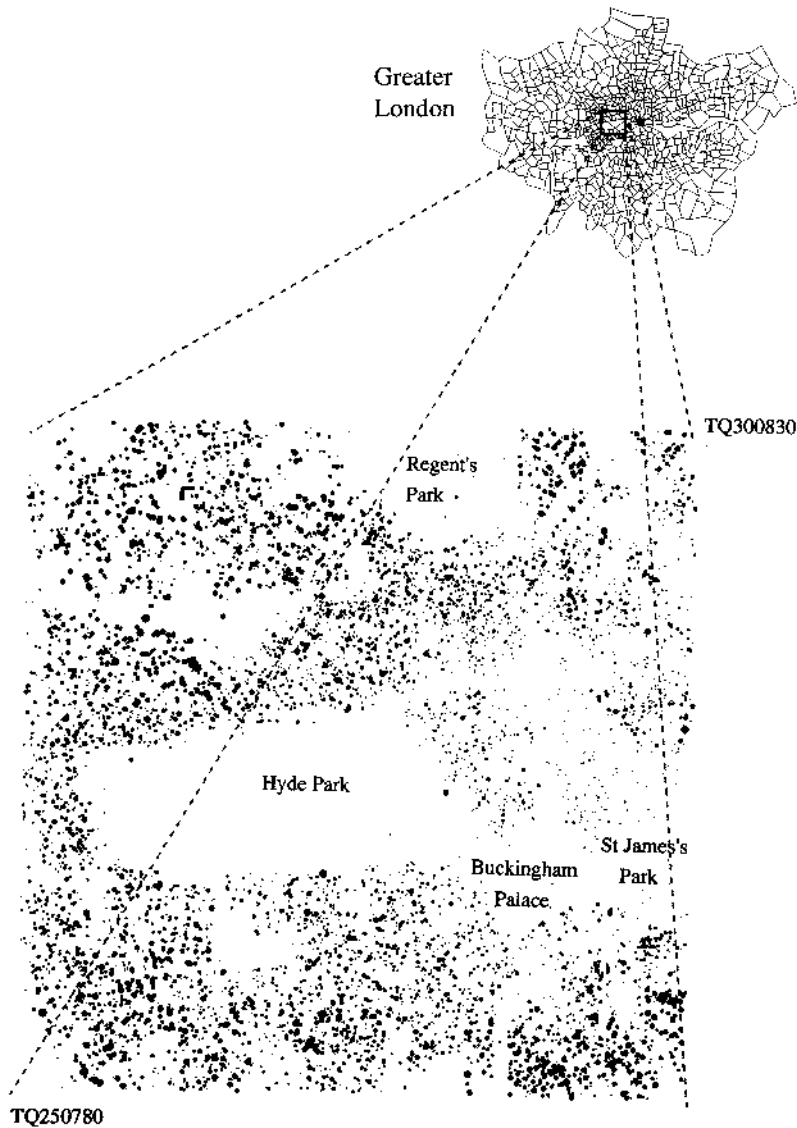 Greater
London
TQ300830
Regent's
Park
Hyde Park
St James's
Park
Buckingham
Palace
TQ250780